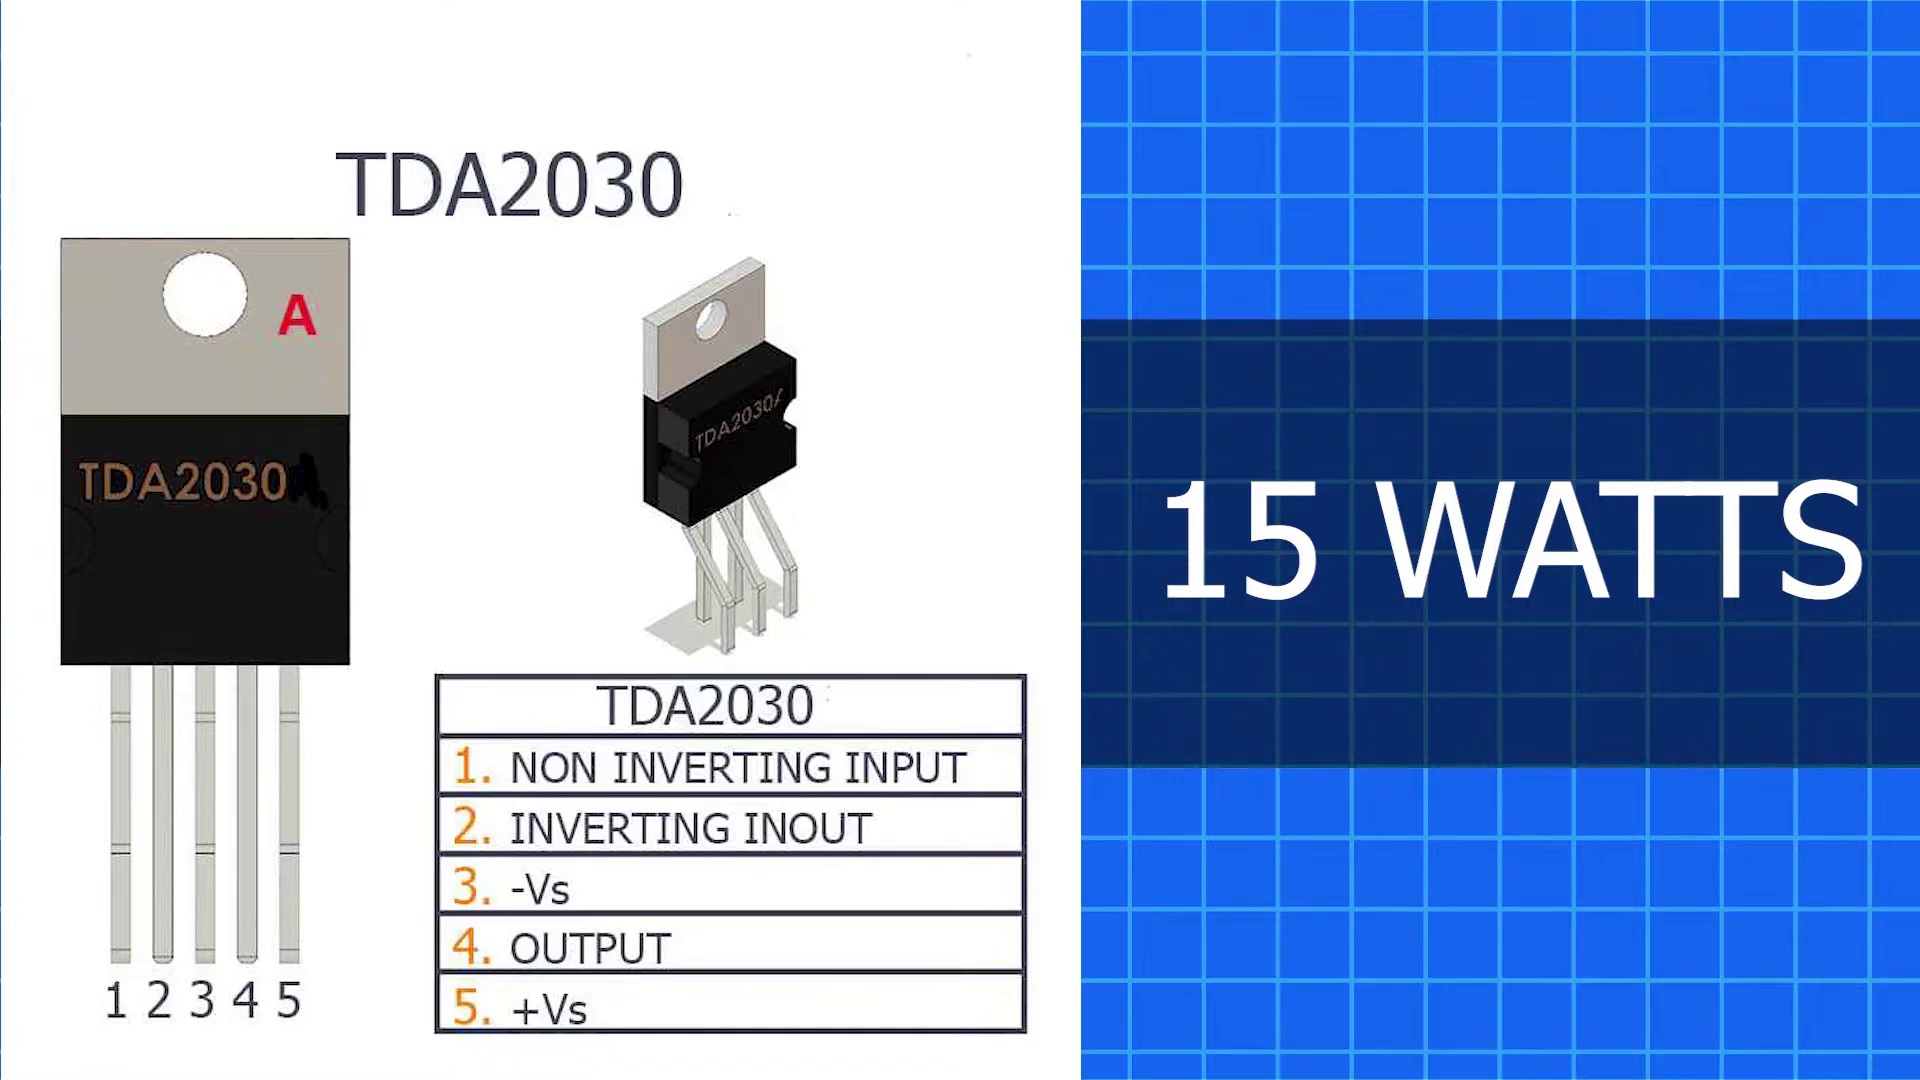 TDA2030
A
TDA2030
TDA2030
1 2 3 4 5
TDA2030
1. NON INVERTING INPUT
2. INVERTING INOUT
3. -Vs
4. OUTPUT
5. +Vs
15 WATTS